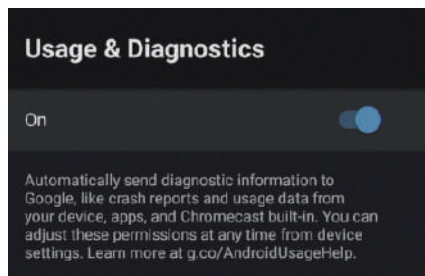 Usage & Diagnostics
On
Automatically send diagnostic information to
Google, like crash reports and usage data from
your device, apps, and Chromecast built-in. You can
adjust these permissions at any time from device
settings. Learn more at g.co/AndroidUsageHelp.